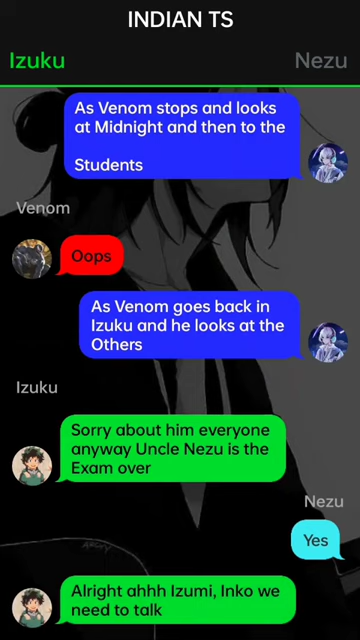 INDIAN TS
Izuku
Nezu
As Venom stops and looks
at Midnight and then to the
Students
Venom
Oops
As Venom goes back in
Izuku and he looks at the
Others
Izuku
Sorry about him everyone
anyway Uncle Nezu is the
Exam over
Nezu
Yes
Alright ahhh Izumi, Inko we
need to talk